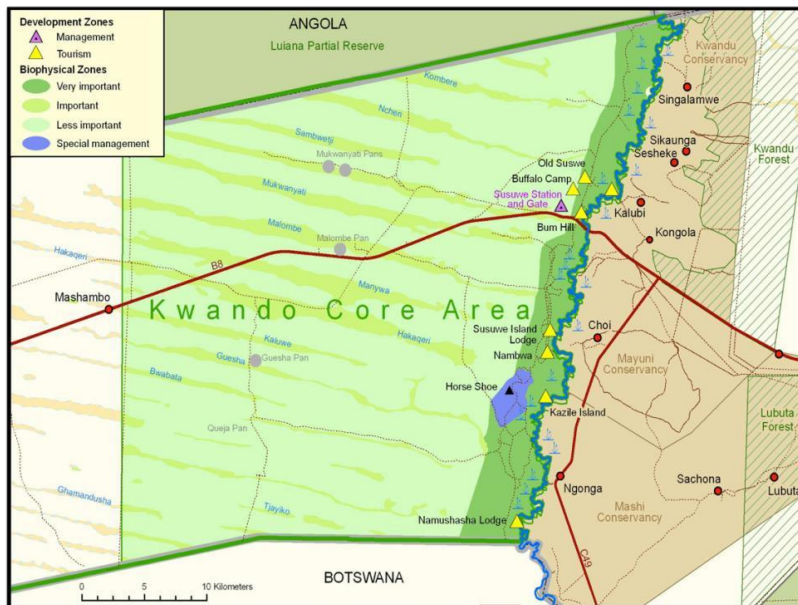 Development Zones
Management
Tourism
Biophysical Zones
Very important
Important
Less important
Special management
ANGOLA
Luiana Partial Reserve
Kwandu
Conservancy
Kombere
Ncheri
Singalamwe
Sambwetji
Mukwanyati Pans
Sikaunga
Sesheke
Kwandu
Forest
Old Suswe
Buffalo Camp
Mukwanyati
Susuwe Station
and Gate
Kalubi
Malombe
Bum Hill
Kongola
Hakaqeri
Malombe Pan
B8
Manywa
Mashambo
Kwando Core Area
Hakaqeri
Susuwe Island
Lodge
Choi
Kaluwe
Nambwa
Guesha
Guesha Pan
Mayuni
Conservancy
Bwabata
Horse Shoe
Kazile Island
Lubuta
Forest
Queja Pan
Ghamandusha
Ngonga
Sachona
Lubuta
Tjayiko
Namushasha Lodge
Mashi
Conservancy
C49
BOTSWANA
0 5 10 Kilometers